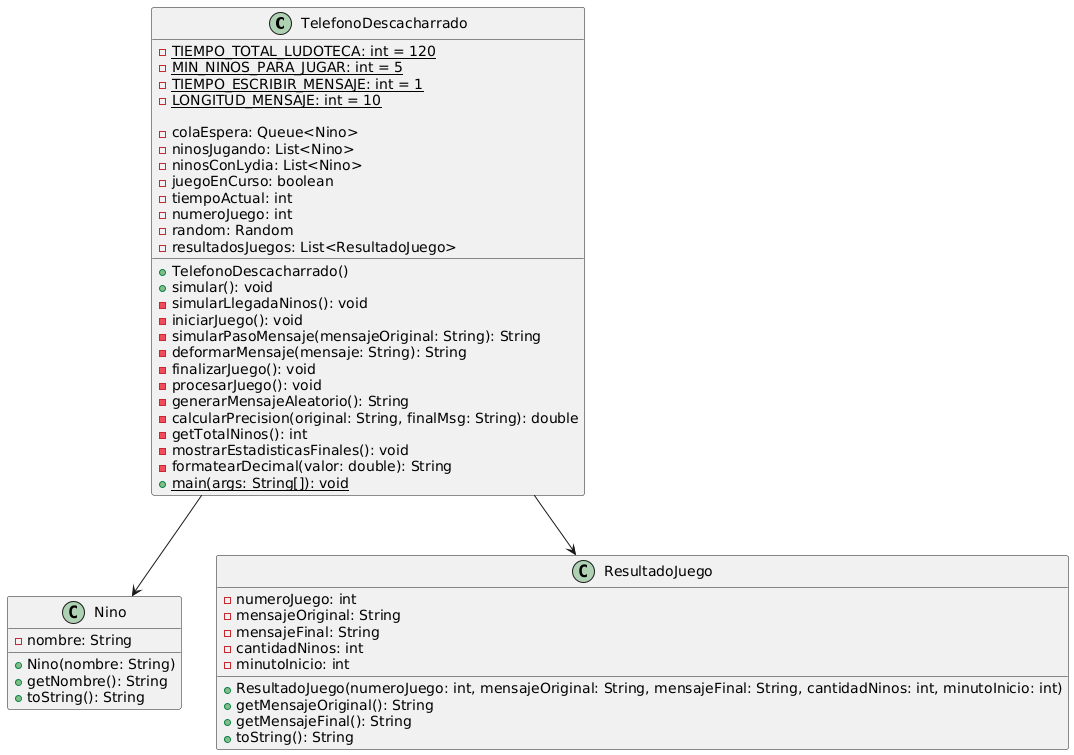 C TelefonoDescacharrado
TIEMPO_TOTAL_LUDOTECA: int = 120
MIN_NINOS_PARA_JUGAR: int = 5
TIEMPO_ESCRIBIR_MENSAJE: int = 1
LONGITUD_MENSAJE: int = 10
colaEspera: Queue<Nino>
ninosJugando: List<Nino>
ninosConLydia: List<Nino>
juegoEnCurso: boolean
tiempoActual: int
numeroJuego: int
random: Random
resultadosJuegos: List<ResultadoJuego>
TelefonoDescacharrado()
simular(): void
simularLlegadaNinos(): void
iniciarJuego(): void
simularPasoMensaje(mensajeOriginal: String): String
deformarMensaje(mensaje: String): String
finalizarJuego(): void
procesarJuego(): void
generarMensajeAleatorio(): String
calcularPrecision(original: String, finalMsg: String): double
getTotalNinos(): int
mostrarEstadisticasFinales(): void
formatearDecimal(valor: double): String
main(args: String[]): void
C Nino
nombre: String
Nino(nombre: String)
getNombre(): String
toString(): String
C ResultadoJuego
numeroJuego: int
mensajeOriginal: String
mensajeFinal: String
cantidadNinos: int
minutoInicio: int
ResultadoJuego(numeroJuego: int, mensajeOriginal: String, mensajeFinal: String, cantidadNinos: int, minutoInicio: int)
getMensajeOriginal(): String
getMensajeFinal(): String
toString(): String